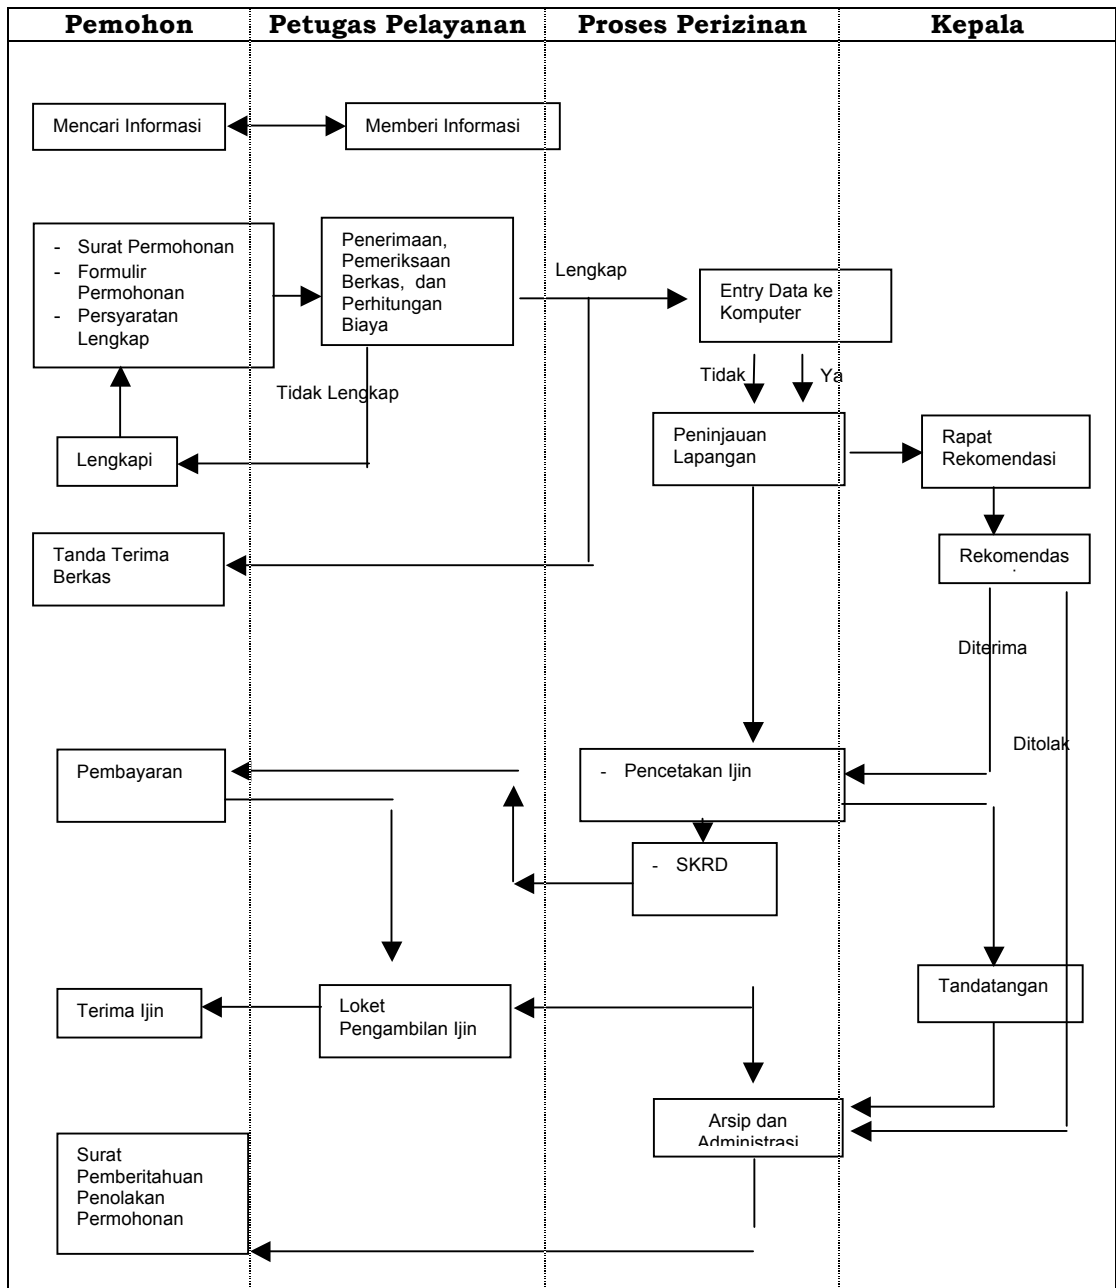 Pemohon
Petugas Pelayanan
Proses Perizinan
Kepala
Mencari Informasi
Memberi Informasi
- Surat Permohonan
- Formulir
Permohonan
- Persyaratan
Lengkap
Penerimaan,
Pemeriksaan
Berkas, dan
Perhitungan
Biaya
Lengkap
Entry Data ke
Komputer
Tidak
Ya
Tidak Lengkap
Lengkapi
Peninjauan
Lapangan
Rapat
Rekomendasi
Tanda Terima
Berkas
Rekomendas
Diterima
Ditolak
Pembayaran
- Pencetakan Ijin
- SKRD
Terima Ijin
Loket
Pengambilan Ijin
Tandatangan
Arsip dan
Administrasi
Surat
Pemberitahuan
Penolakan
Permohonan